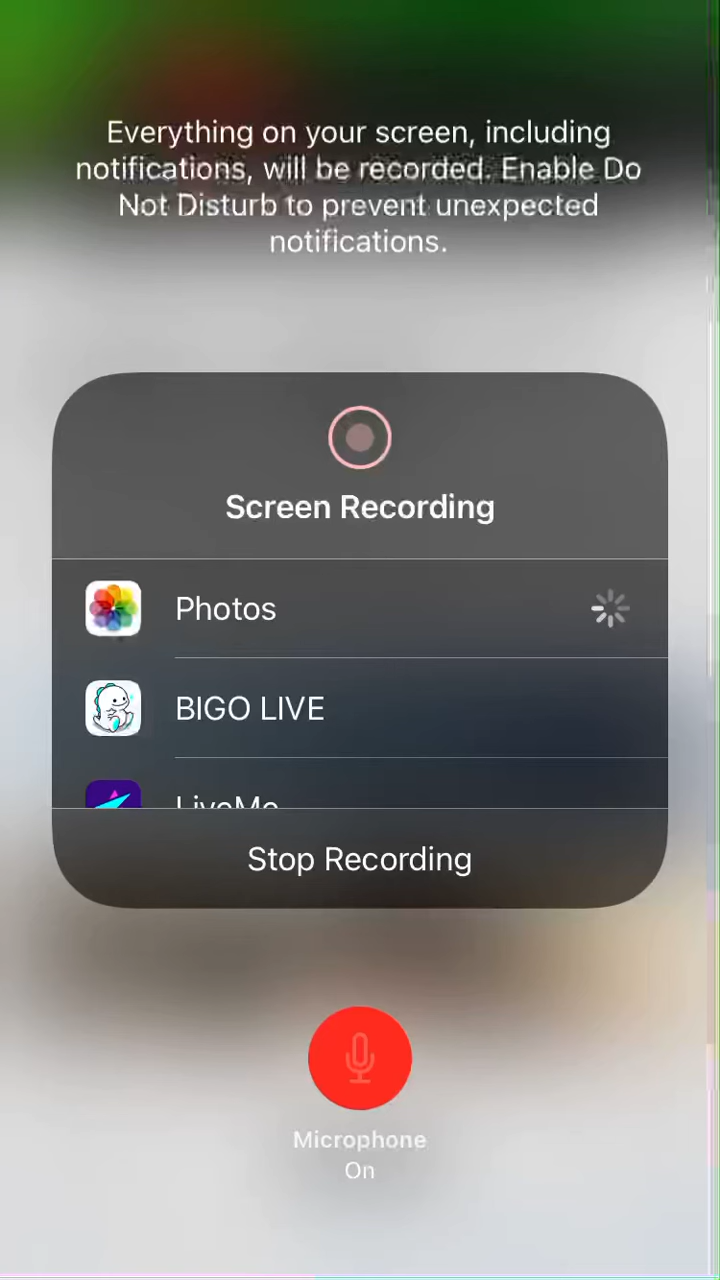 Everything on your screen, including
notifications, will be recorded. Enable Do
Not Disturb to prevent unexpected
notifications.
Screen Recording
Photos
BIGO LIVE
LiveMe
Stop Recording
Microphone
On